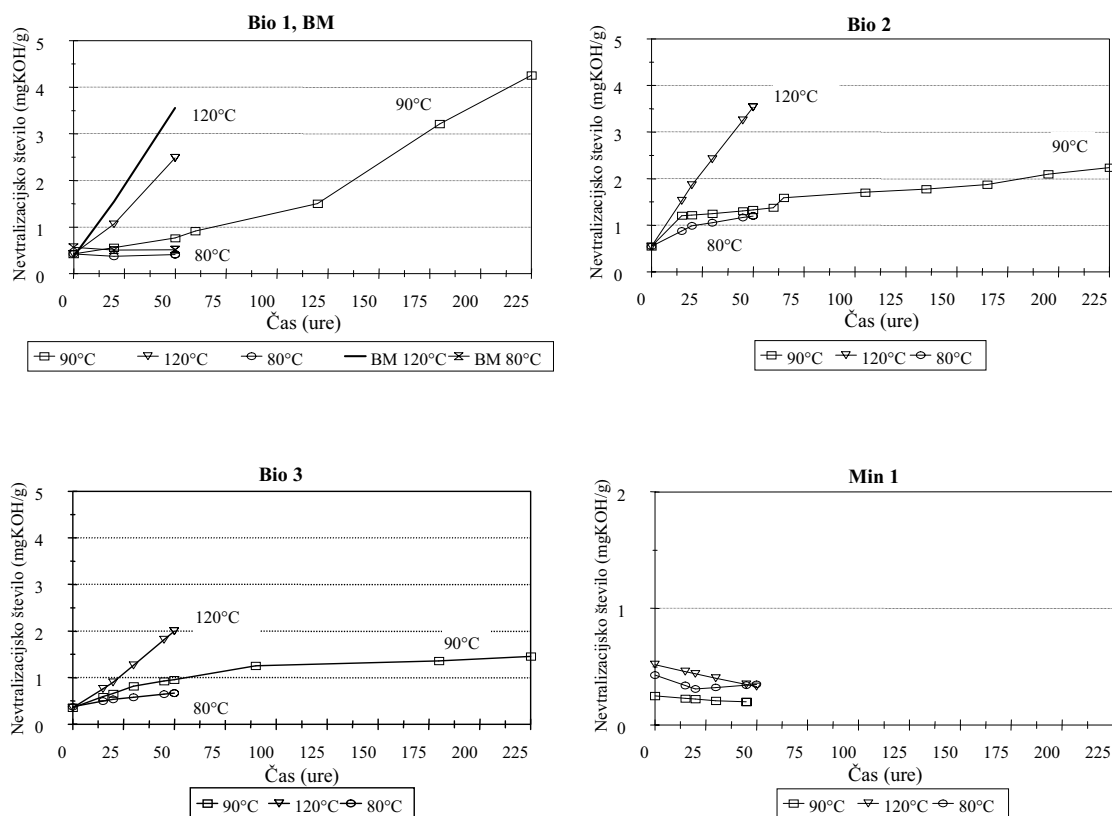 Bio 1, BM
Nevtralizacijsko število (mgKOH/g)
5
4
3
2
1
0
120°C
90°C
80°C
0 25 50 75 100 125 150 175 200 225
Čas (ure)
90°C 120°C 80°C BM 120°C BM 80°C
Bio 2
Nevtralizacijsko število (mgKOH/g)
5
4
3
2
1
0
120°C
90°C
80°C
0 25 50 75 100 125 150 175 200 225
Čas (ure)
90°C 120°C 80°C
Bio 3
Nevtralizacijsko število (mgKOH/g)
5
4
3
2
1
0
120°C
90°C
80°C
0 25 50 75 100 125 150 175 200 225
Čas (ure)
90°C 120°C 80°C
Min 1
Nevtralizacijsko število (mgKOH/g)
2
1
0
0 25 50 75 100 125 150 175 200 225
Čas (ure)
90°C 120°C 80°C